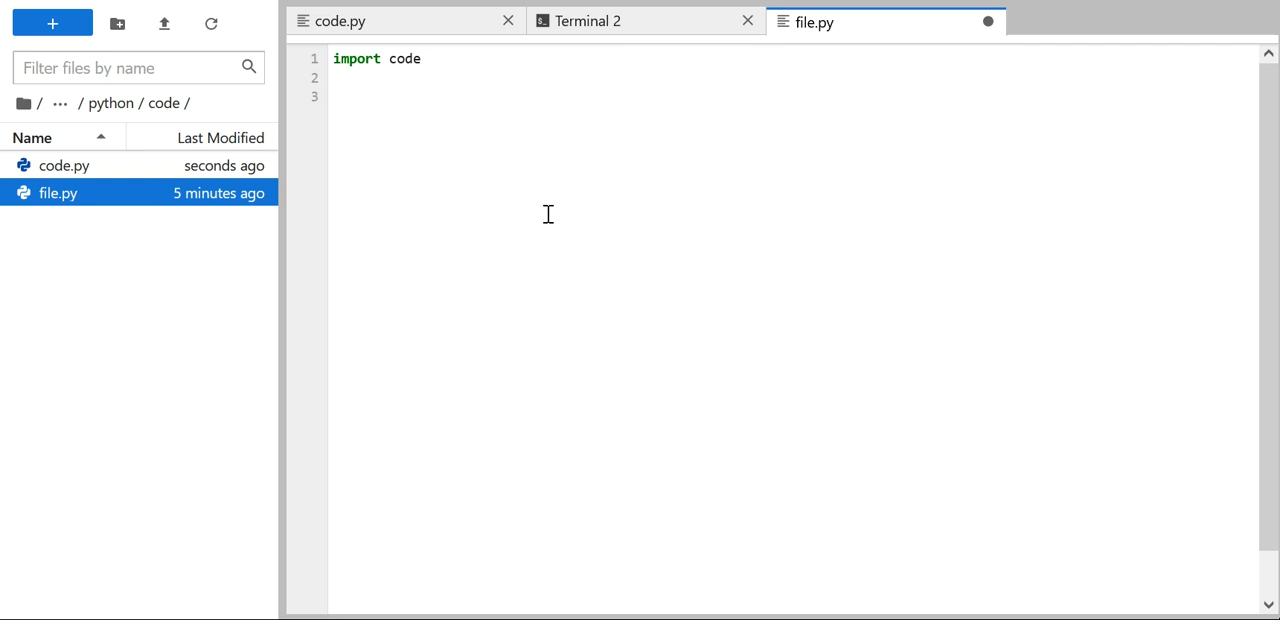 +
Filter files by name
/ ··· / python / code /
Name Last Modified
code.py seconds ago
file.py 5 minutes ago
code.py Terminal 2 file.py
1 import code
2
3